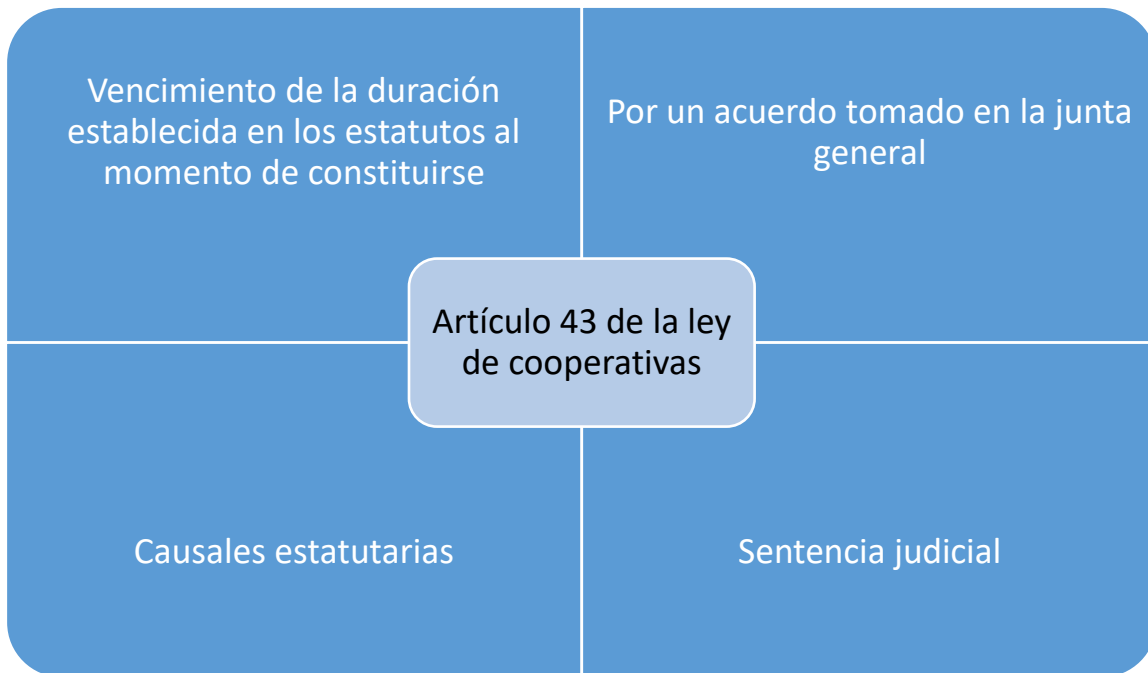 Vencimiento de la duración
establecida en los estatutos al
momento de constituirse
Por un acuerdo tomado en la junta
general
Artículo 43 de la ley
de cooperativas
Causales estatutarias
Sentencia judicial